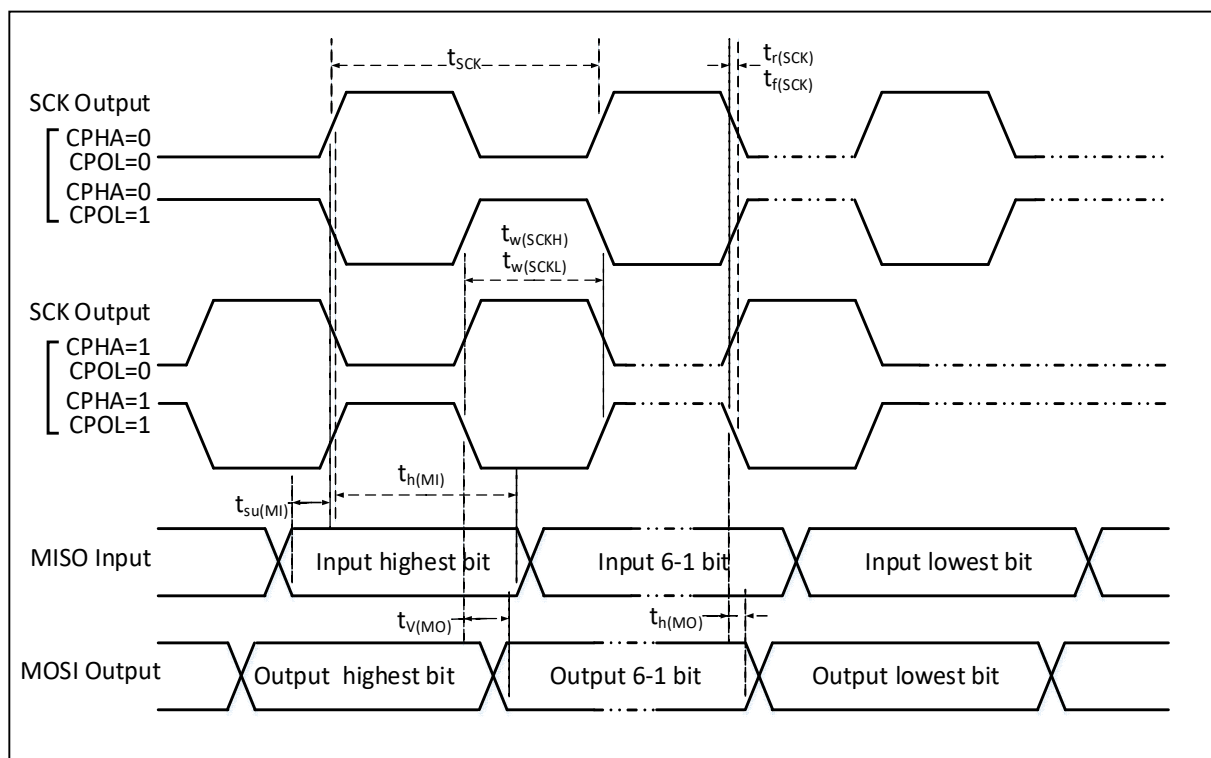 tSCK
tr(SCK)
tf(SCK)
SCK Output
CPHA=0
CPOL=0
CPHA=0
CPOL=1
tw(SCKH)
tw(SCKL)
SCK Output
CPHA=1
CPOL=0
CPHA=1
CPOL=1
th(MI)
tsu(MI)
MISO Input
Input highest bit
Input 6-1 bit
Input lowest bit
tV(MO)
th(MO)
MOSI Output
Output highest bit
Output 6-1 bit
Output lowest bit